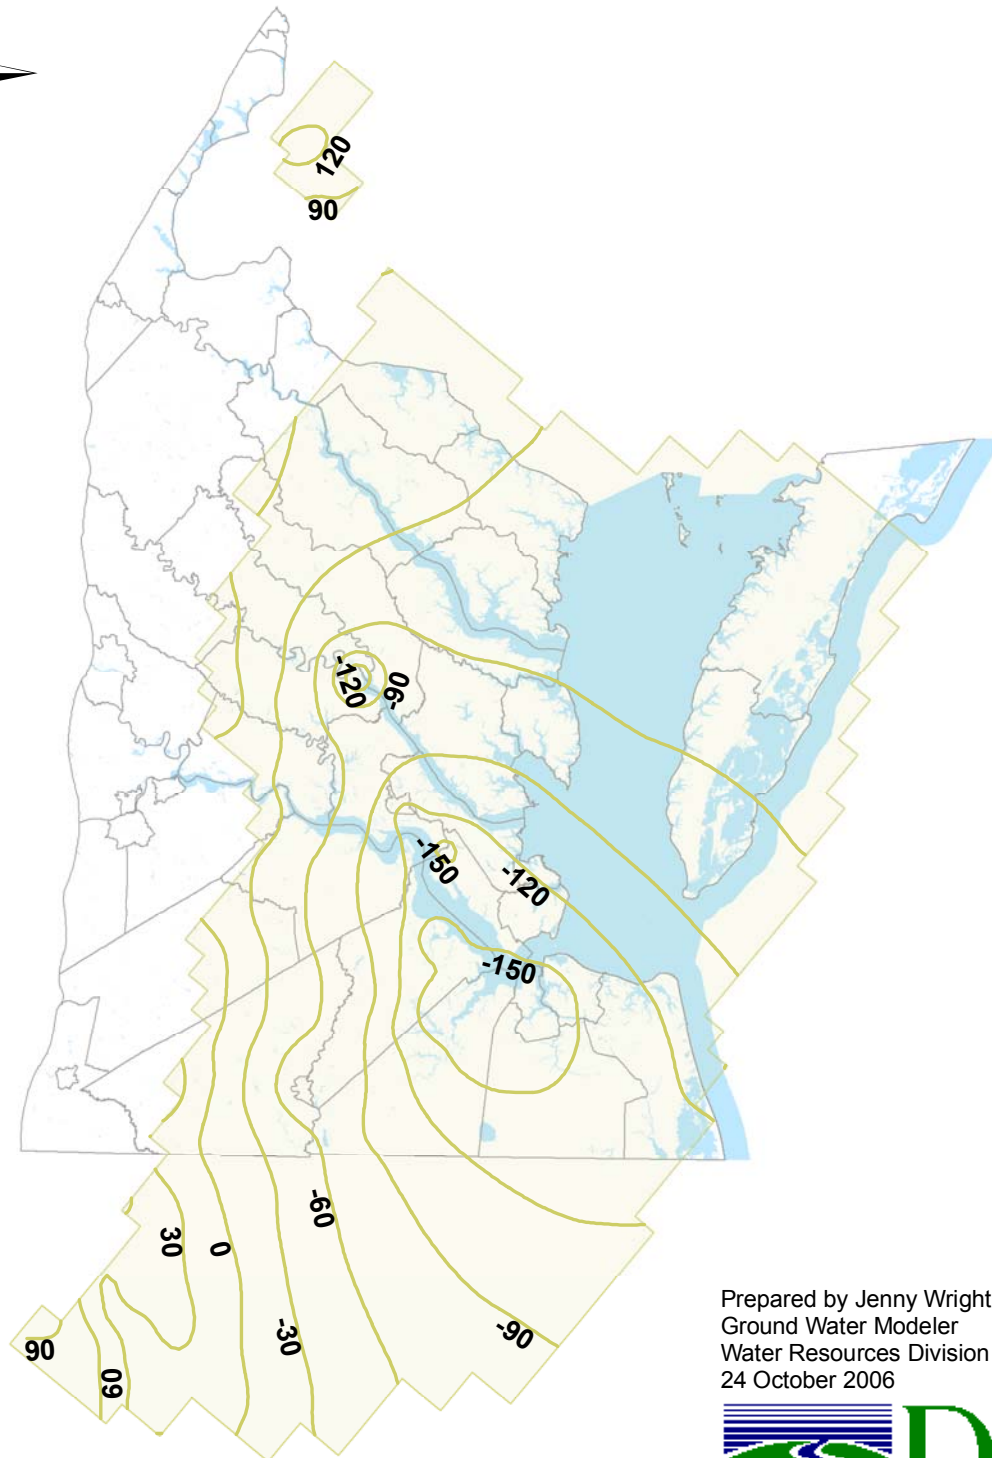 120
90
-120
-90
-150
-120
-150
-60
30
0
-30
-90
90
60
Prepared by Jenny Wright
Ground Water Modeler
Water Resources Division
24 October 2006
D